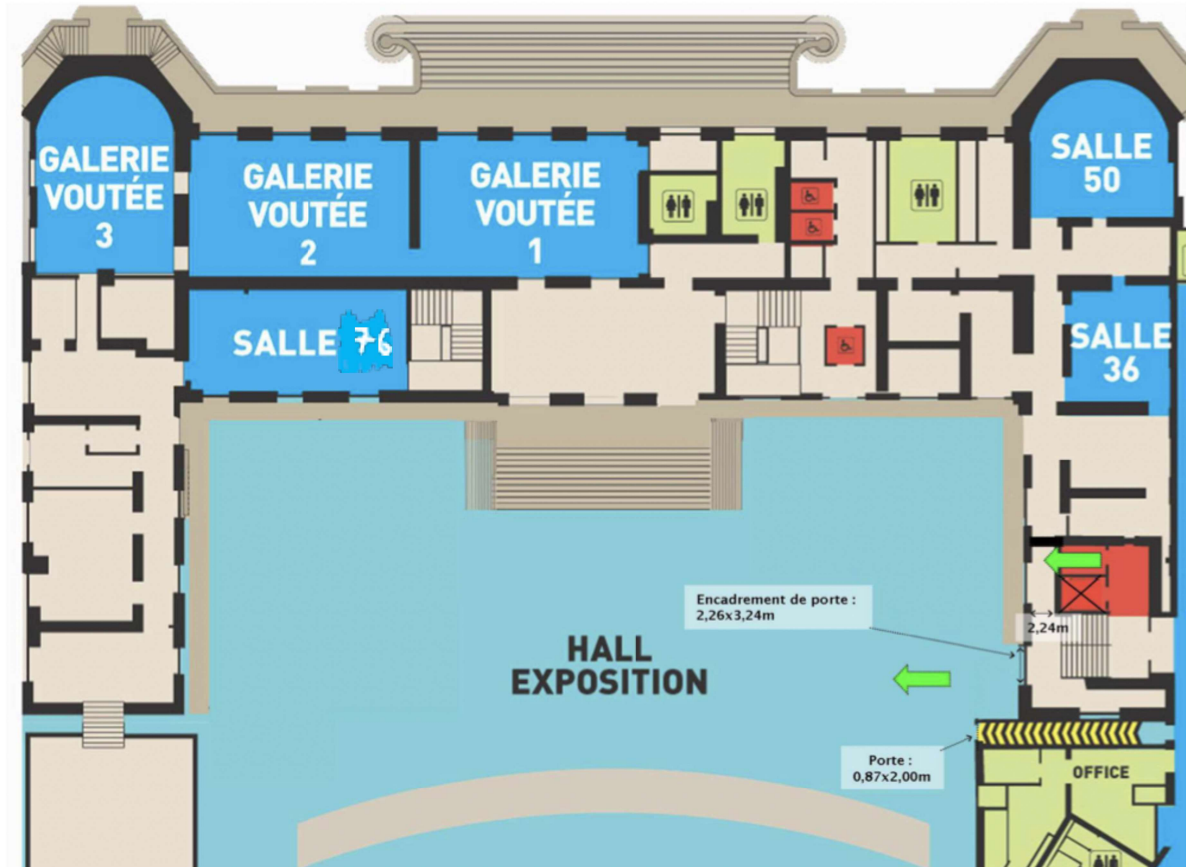 GALERIE
VOUTÉE
3
GALERIE
VOUTÉE
2
GALERIE
VOUTÉE
1
SALLE
50
SALLE 76
SALLE
36
Encadrement de porte :
2,26x3,24m
2,24m
HALL
EXPOSITION
Porte :
0,87x2,00m
OFFICE